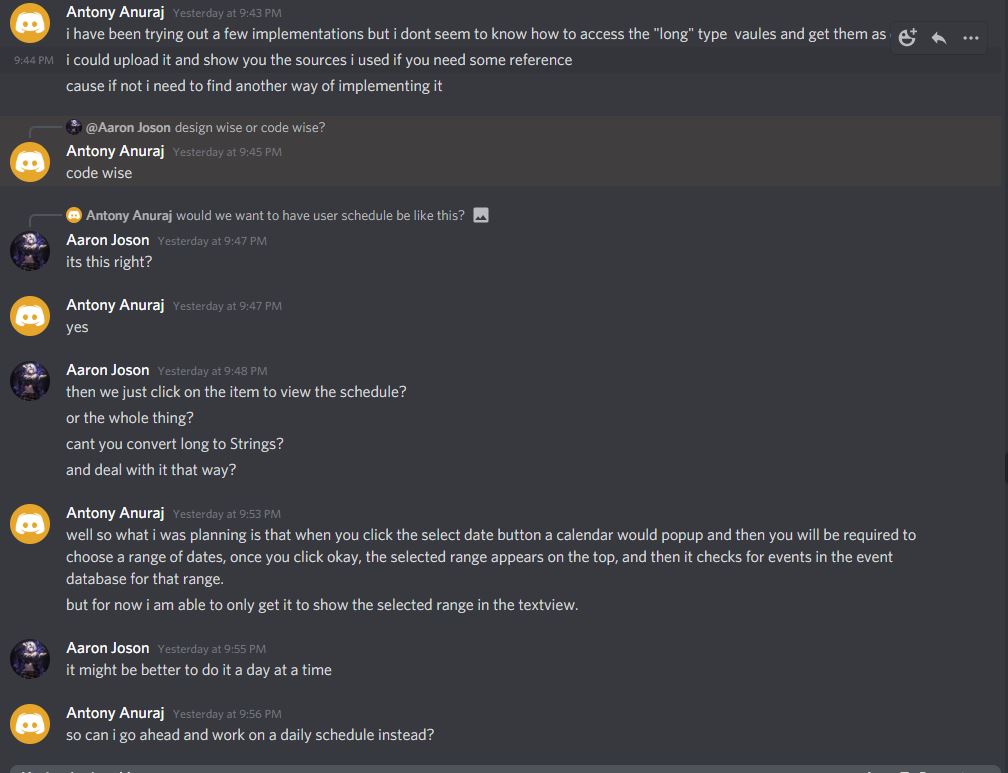 Antony Anuraj Yesterday at 9:43 PM
i have been trying out a few implementations but i dont seem to know how to access the "long" type vaules and get them as
9:44 PM i could upload it and show you the sources i used if you need some reference
cause if not i need to find another way of implementing it
@Aaron Joson design wise or code wise?
Antony Anuraj Yesterday at 9:45 PM
code wise
Antony Anuraj would we want to have user schedule be like this?
Aaron Joson Yesterday at 9:47 PM
its this right?
Antony Anuraj Yesterday at 9:47 PM
yes
Aaron Joson Yesterday at 9:48 PM
then we just click on the item to view the schedule?
or the whole thing?
cant you convert long to Strings?
and deal with it that way?
Antony Anuraj Yesterday at 9:53 PM
well so what i was planning is that when you click the select date button a calendar would popup and then you will be required to
choose a range of dates, once you click okay, the selected range appears on the top, and then it checks for events in the event
database for that range.
but for now i am able to only get it to show the selected range in the textview.
Aaron Joson Yesterday at 9:55 PM
it might be better to do it a day at a time
Antony Anuraj Yesterday at 9:56 PM
so can i go ahead and work on a daily schedule instead?